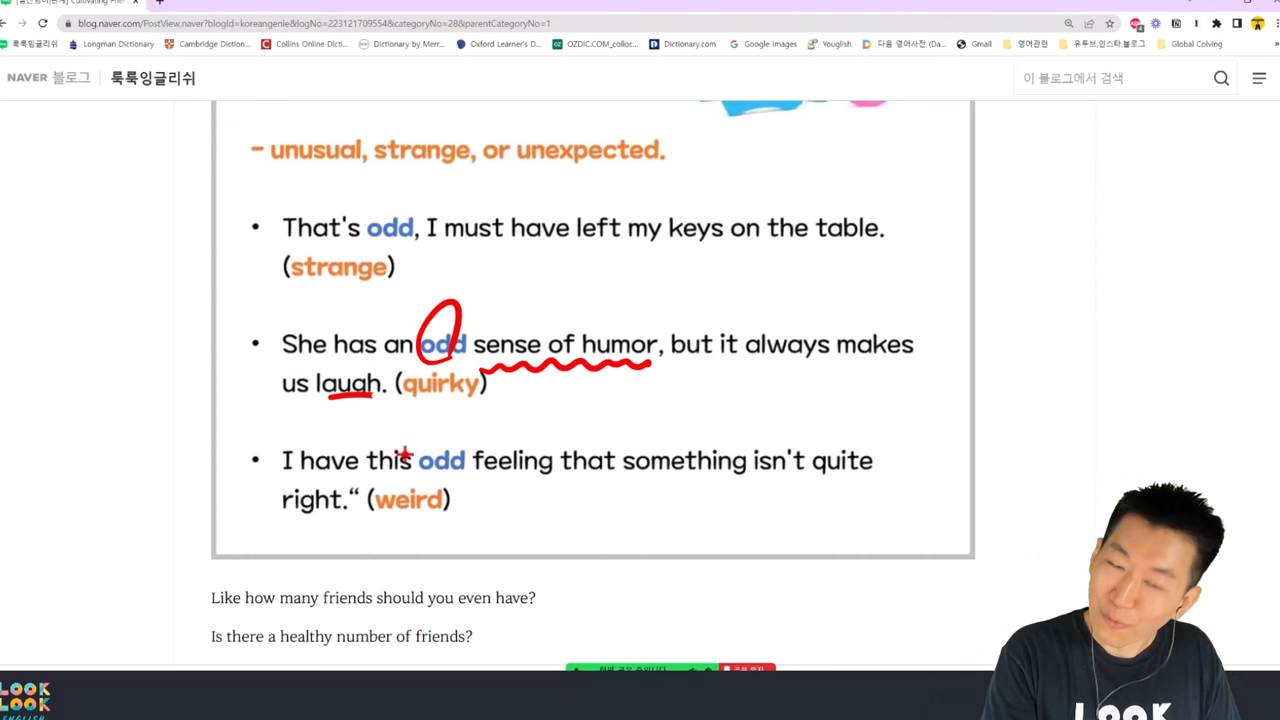 blog.naver.com/PostView.naver?blogId=koreangenie&logNo=223121709554&categoryNo=28&parentCategoryNo=1
룩룩잉글리쉬 Longman Dictionary Cambridge Diction... Collins Online Dicti... Dictionary by Merr... Oxford Learner's D... OZDIC.COM_colloc... Dictionary.com Google Images Youglish 다음 영어사전 (Da... Gmail 영어관련 유투브,인스타,블로그 Global Colving
NAVER 블로그 룩룩잉글리쉬 이 블로그에서 검색
- unusual, strange, or unexpected.
• That's odd, I must have left my keys on the table.
(strange)
• She has an odd sense of humor, but it always makes
us laugh. (quirky)
• I have this odd feeling that something isn't quite
right.“ (weird)
Like how many friends should you even have?
Is there a healthy number of friends?
LOOK
LOOK
ENGLISH
LOOK